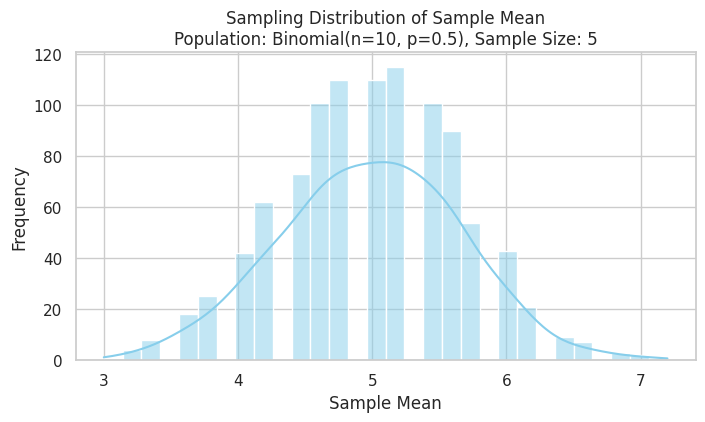 Sampling Distribution of Sample Mean
Population: Binomial(n=10, p=0.5), Sample Size: 5
120
100
80
60
40
20
0
Frequency
3 4 5 6 7
Sample Mean